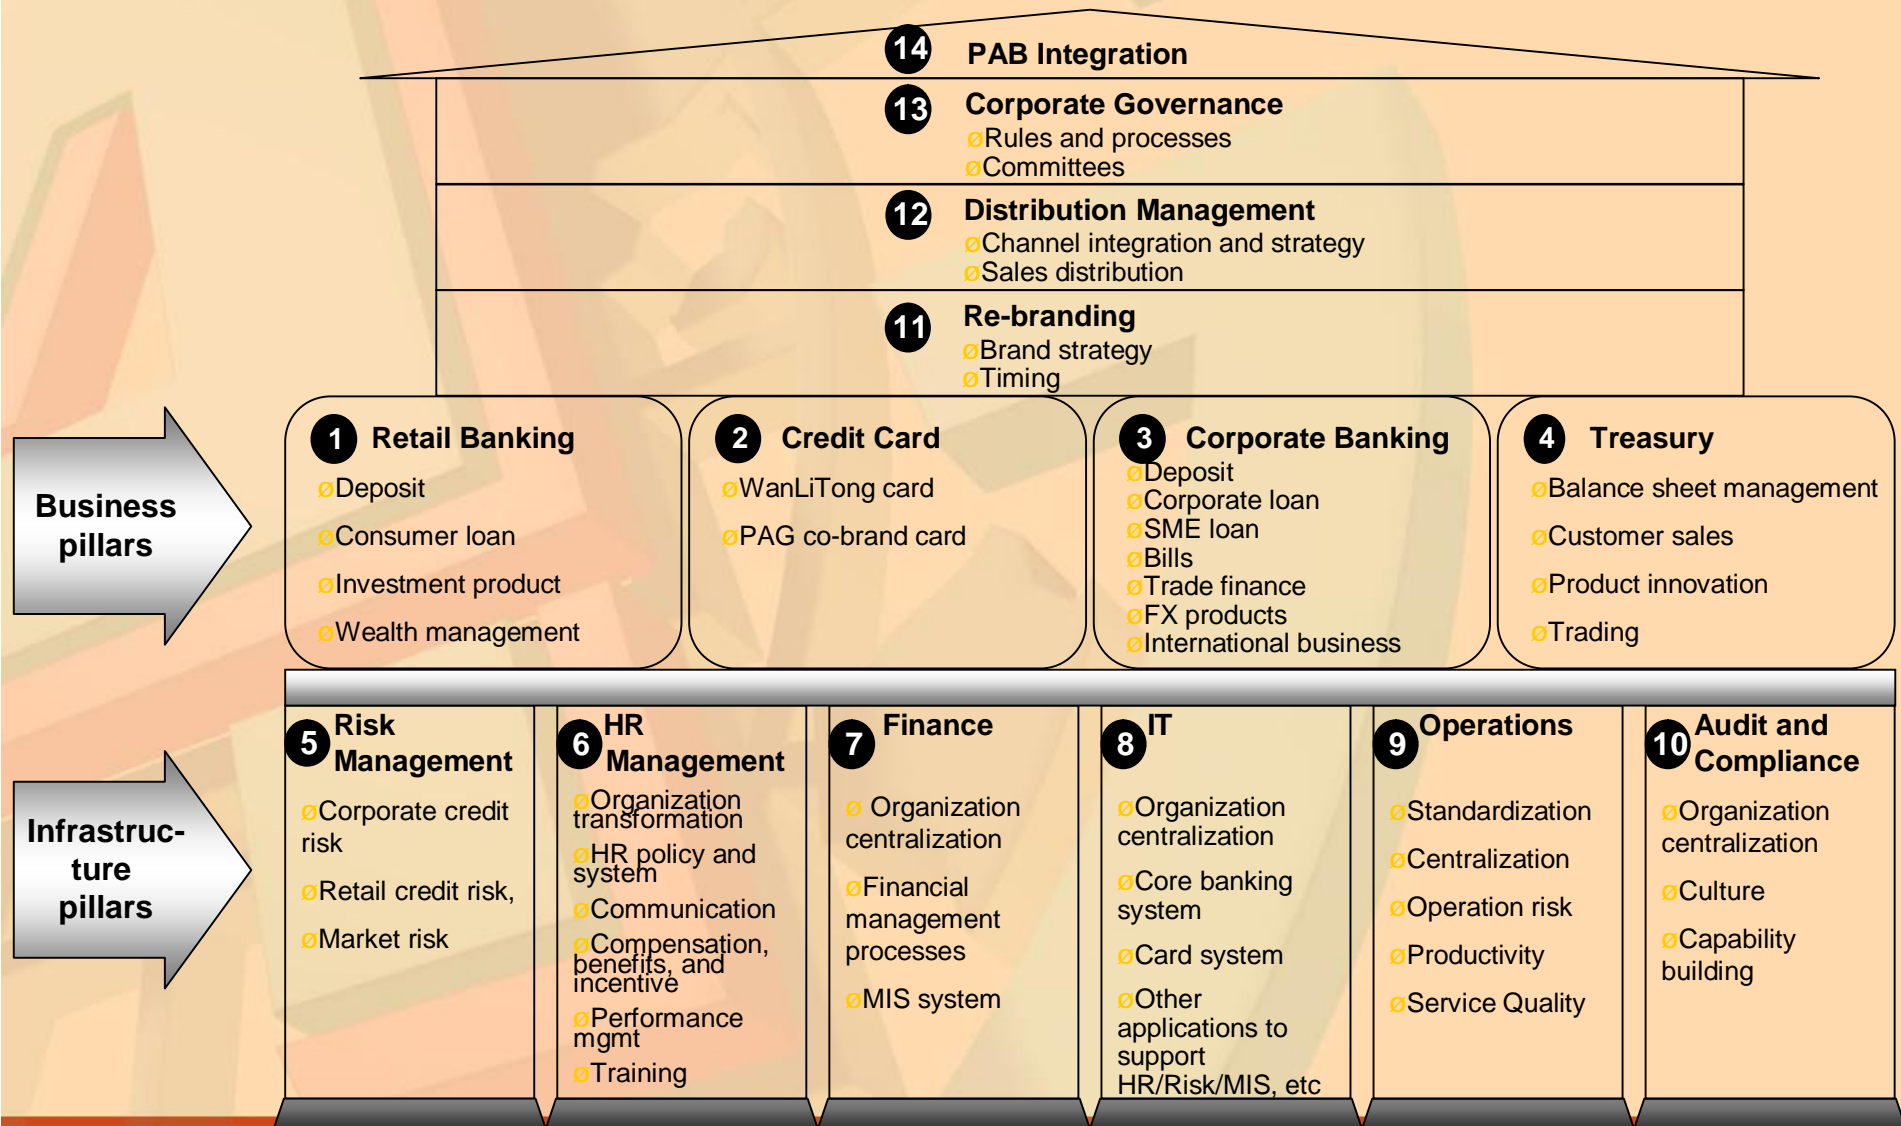 14 PAB Integration
13 Corporate Governance
øRules and processes
øCommittees
12 Distribution Management
øChannel integration and strategy
øSales distribution
11 Re-branding
øBrand strategy
øTiming
Business
pillars
1 Retail Banking
øDeposit
øConsumer loan
øInvestment product
øWealth management
2 Credit Card
øWanLiTong card
øPAG co-brand card
3 Corporate Banking
øDeposit
øCorporate loan
øSME loan
øBills
øTrade finance
øFX products
øInternational business
4 Treasury
øBalance sheet management
øCustomer sales
øProduct innovation
øTrading
Infrastruc-
ture
pillars
5 Risk
Management
øCorporate credit
risk
øRetail credit risk,
øMarket risk
6 HR
Management
øOrganization
transformation
øHR policy and
system
øCommunication
øCompensation,
benefits, and
incentive
øPerformance
mgmt
øTraining
7 Finance
ø Organization
centralization
øFinancial
management
processes
øMIS system
8 IT
øOrganization
centralization
øCore banking
system
øCard system
øOther
applications to
support
HR/Risk/MIS, etc
9 Operations
øStandardization
øCentralization
øOperation risk
øProductivity
øService Quality
10 Audit and
Compliance
øOrganization
centralization
øCulture
øCapability
building